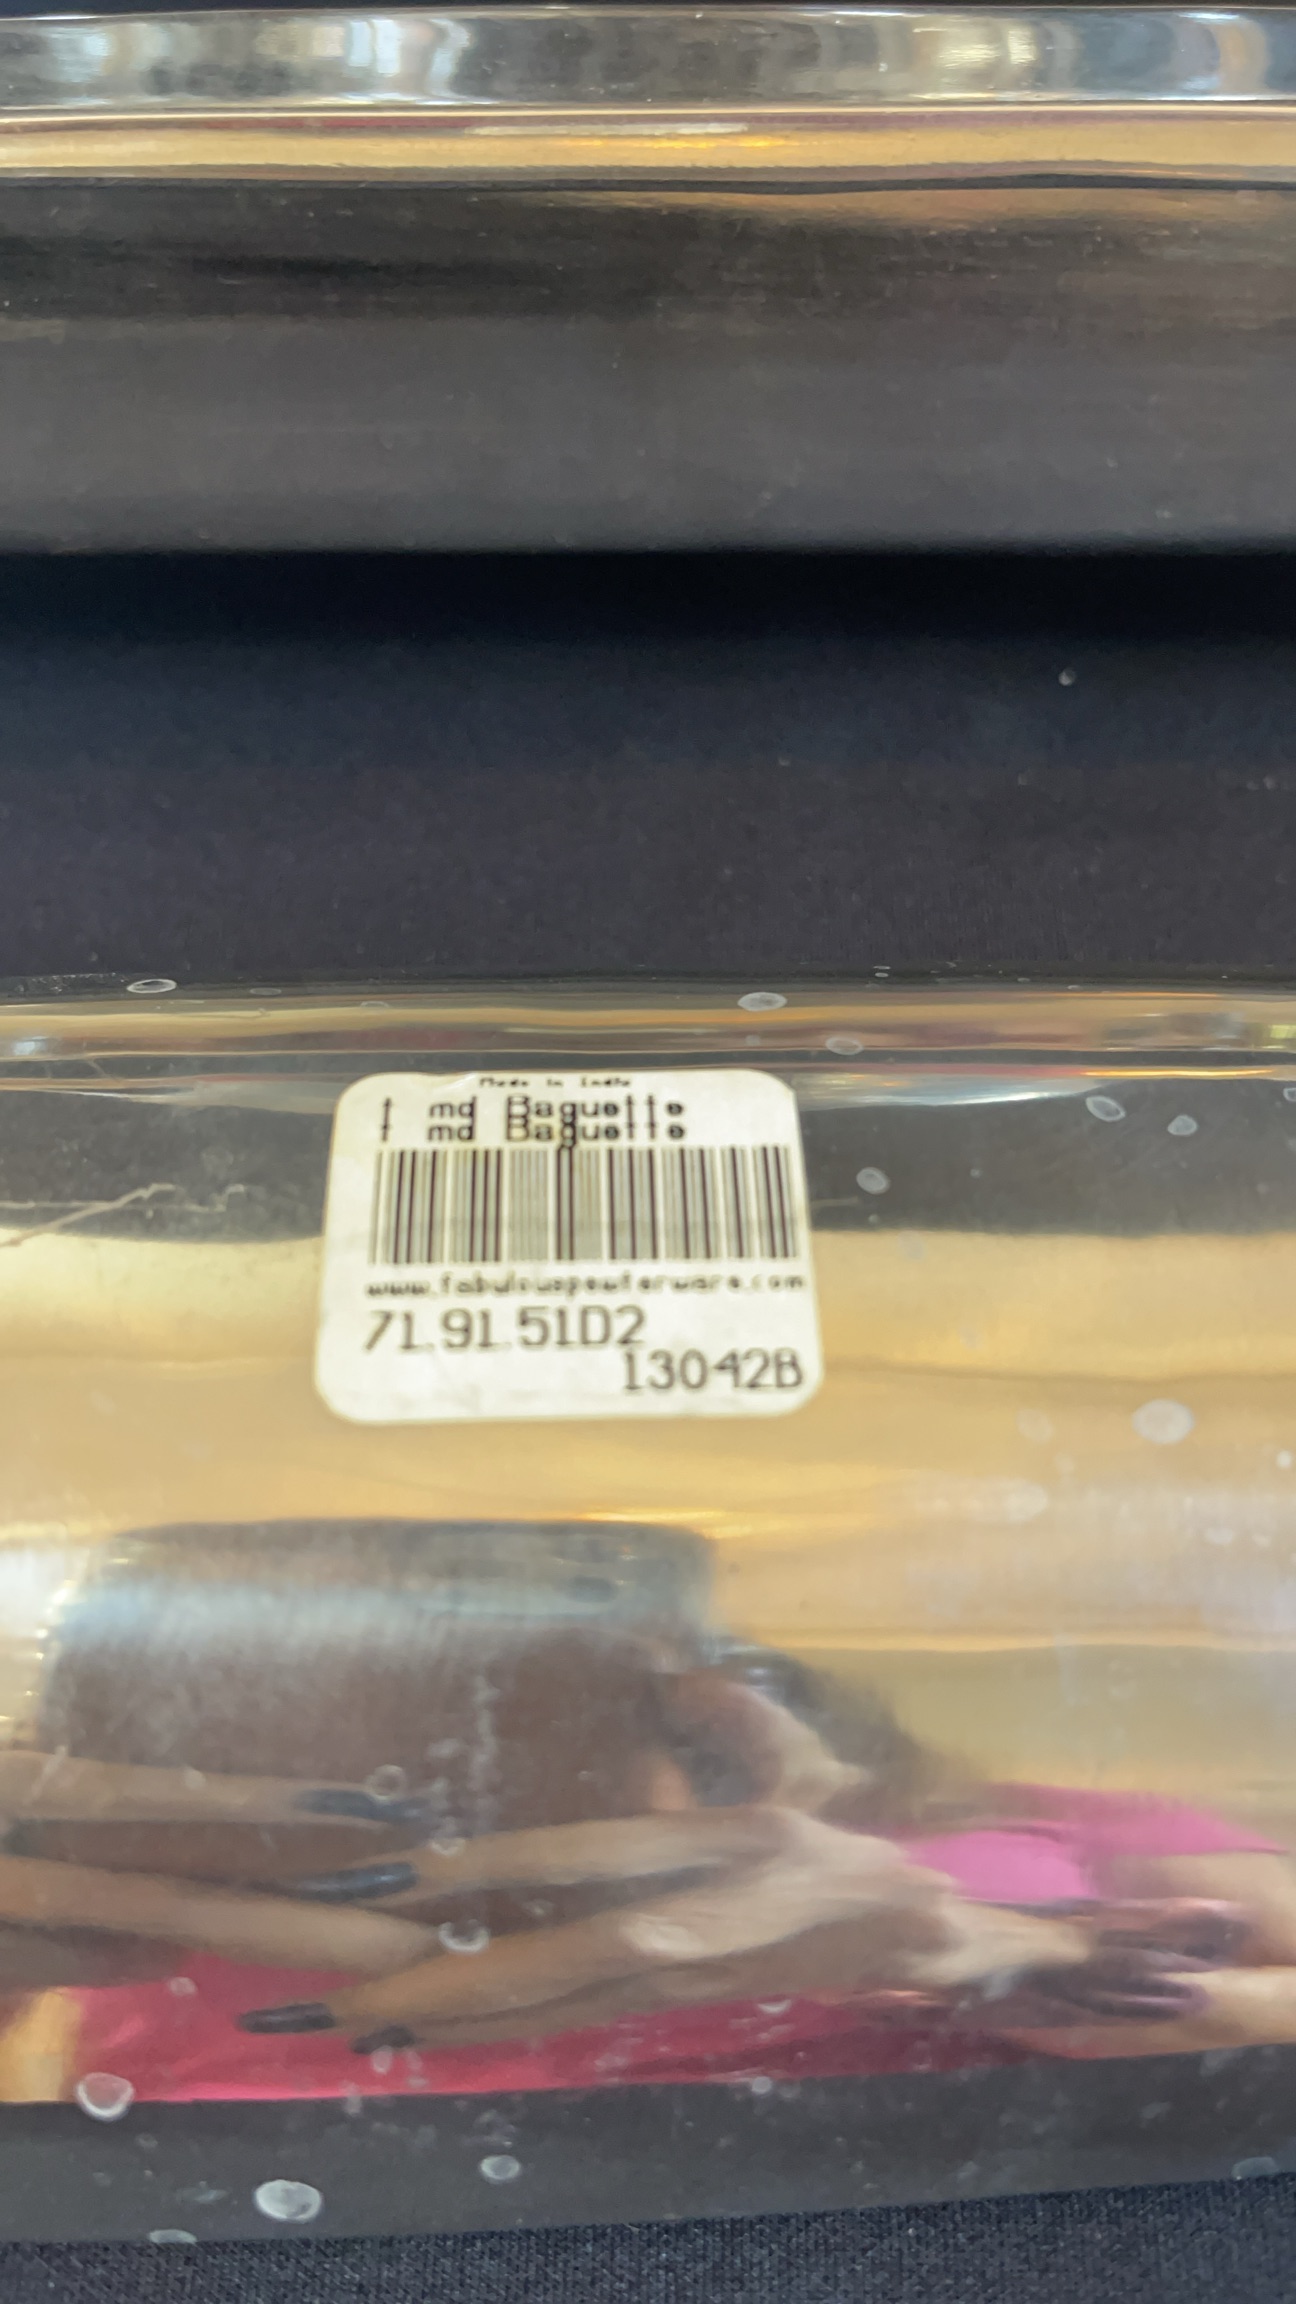 Made in India
t md Baguette
t md Baguette
www.fabulouspewterware.com
71.91.51D2
13042B